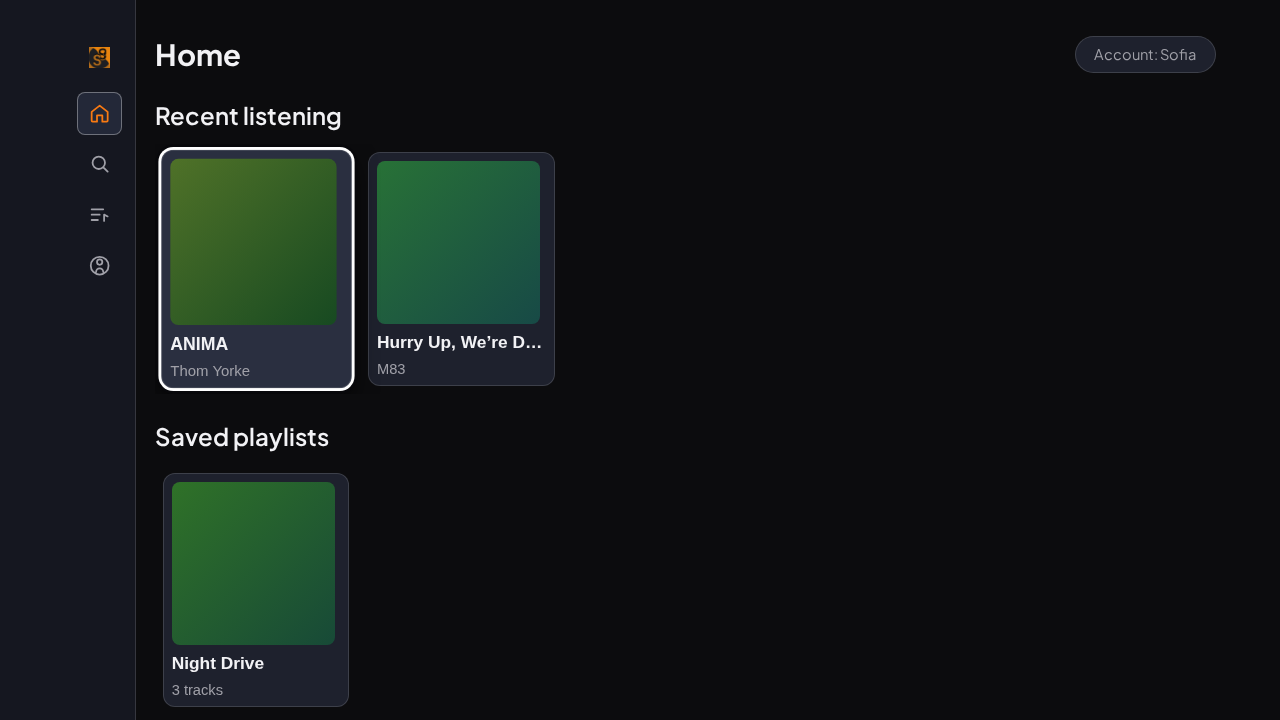 Home
Account: Sofia
Recent listening
ANIMA
Thom Yorke
Hurry Up, We’re D…
M83
Saved playlists
Night Drive
3 tracks